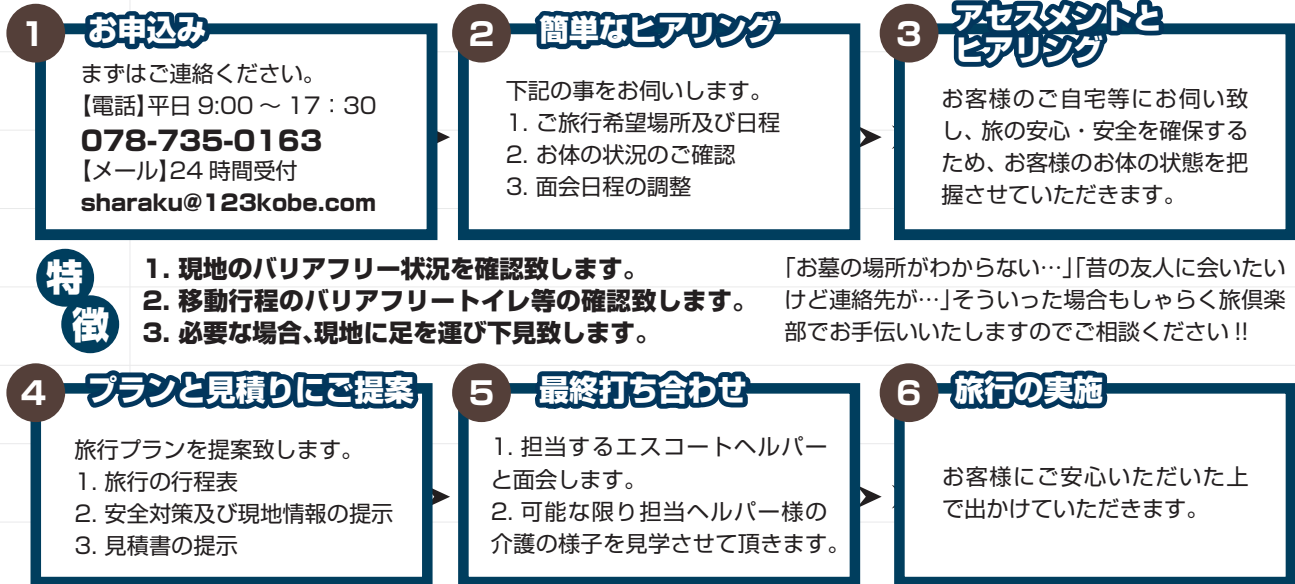 1 お申込み
まずはご連絡ください。
【電話】平日 9:00 ～ 17：30
078-735-0163
【メール】24 時間受付
sharaku@123kobe.com
2 簡単なヒアリング
下記の事をお伺いします。
1. ご旅行希望場所及び日程
2. お体の状況のご確認
3. 面会日程の調整
3 アセスメントと
ヒアリング
お客様のご自宅等にお伺い致
し、旅の安心・安全を確保する
ため、お客様のお体の状態を把
握させていただきます。
特徴
1. 現地のバリアフリー状況を確認致します。
2. 移動行程のバリアフリートイレ等の確認致します。
3. 必要な場合、現地に足を運び下見致します。
「お墓の場所がわからない…」「昔の友人に会いたい
けど連絡先が…」そういった場合もしゃらく旅倶楽
部でお手伝いいたしますのでご相談ください!!
4 プランと見積りにご提案
旅行プランを提案致します。
1. 旅行の行程表
2. 安全対策及び現地情報の提示
3. 見積書の提示
5 最終打ち合わせ
1. 担当するエスコートヘルパー
と面会します。
2. 可能な限り担当ヘルパー様の
介護の様子を見学させて頂きます。
6 旅行の実施
お客様にご安心いただいた上
で出かけていただきます。